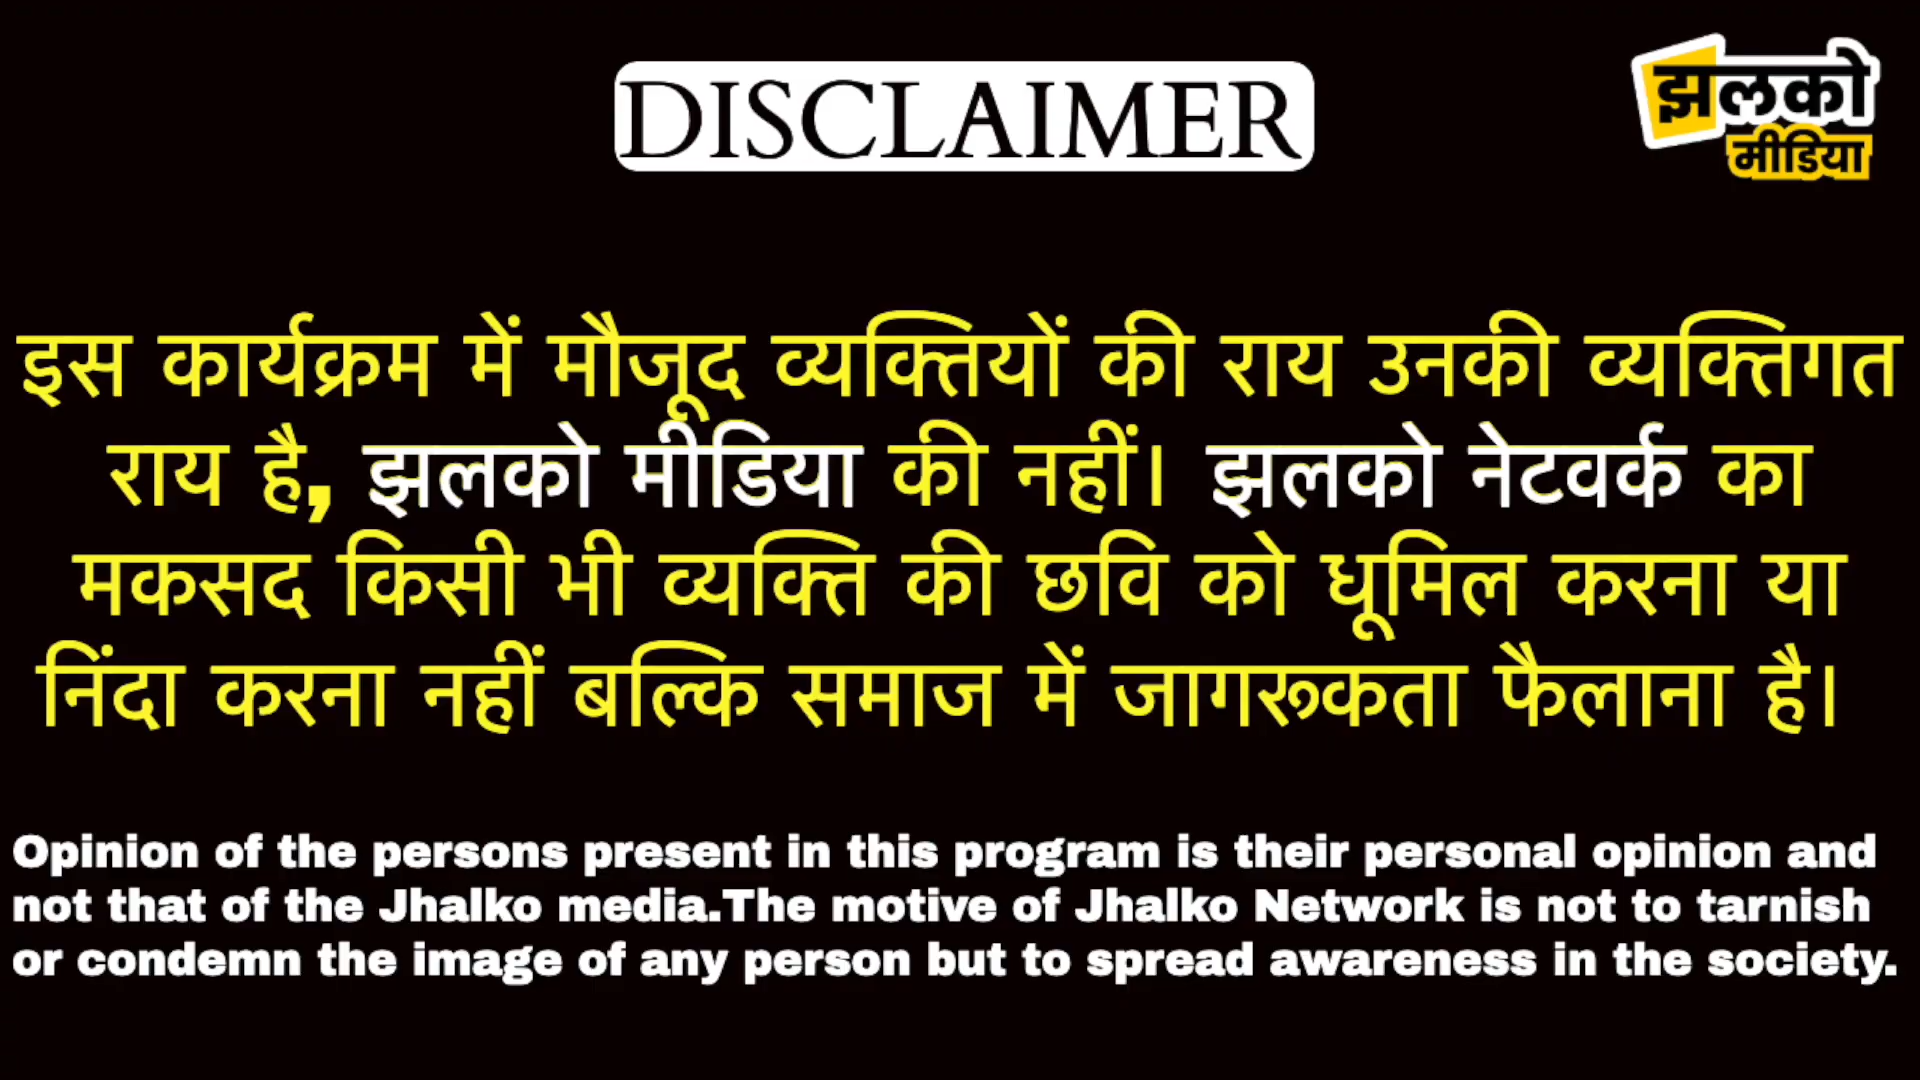 DISCLAIMER
झलको
मीडिया
इस कार्यक्रम में मौजूद व्यक्तियों की राय उनकी व्यक्तिगत
राय है, झलको मीडिया की नहीं। झलको नेटवर्क का
मकसद किसी भी व्यक्ति की छवि को धूमिल करना या
निंदा करना नहीं बल्कि समाज में जागरूकता फैलाना है।
Opinion of the persons present in this program is their personal opinion and
not that of the Jhalko media.The motive of Jhalko Network is not to tarnish
or condemn the image of any person but to spread awareness in the society.